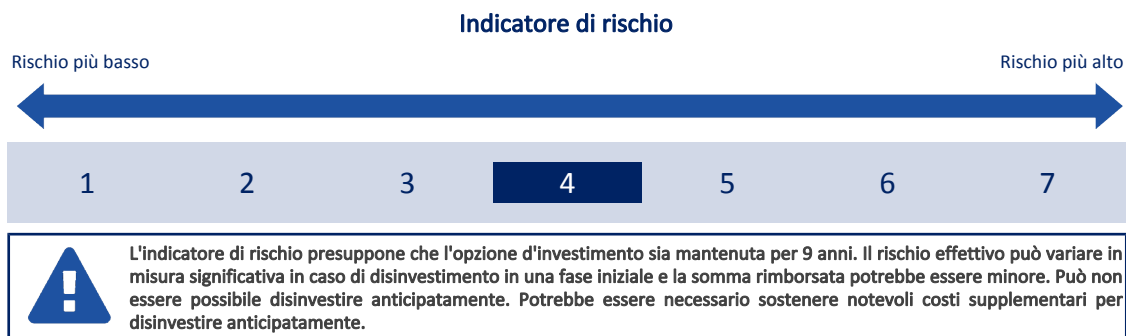 Indicatore di rischio
Rischio più basso
Rischio più alto
1 2 3 4 5 6 7
L'indicatore di rischio presuppone che l'opzione d'investimento sia mantenuta per 9 anni. Il rischio effettivo può variare in
misura significativa in caso di disinvestimento in una fase iniziale e la somma rimborsata potrebbe essere minore. Può non
essere possibile disinvestire anticipatamente. Potrebbe essere necessario sostenere notevoli costi supplementari per
disinvestire anticipatamente.